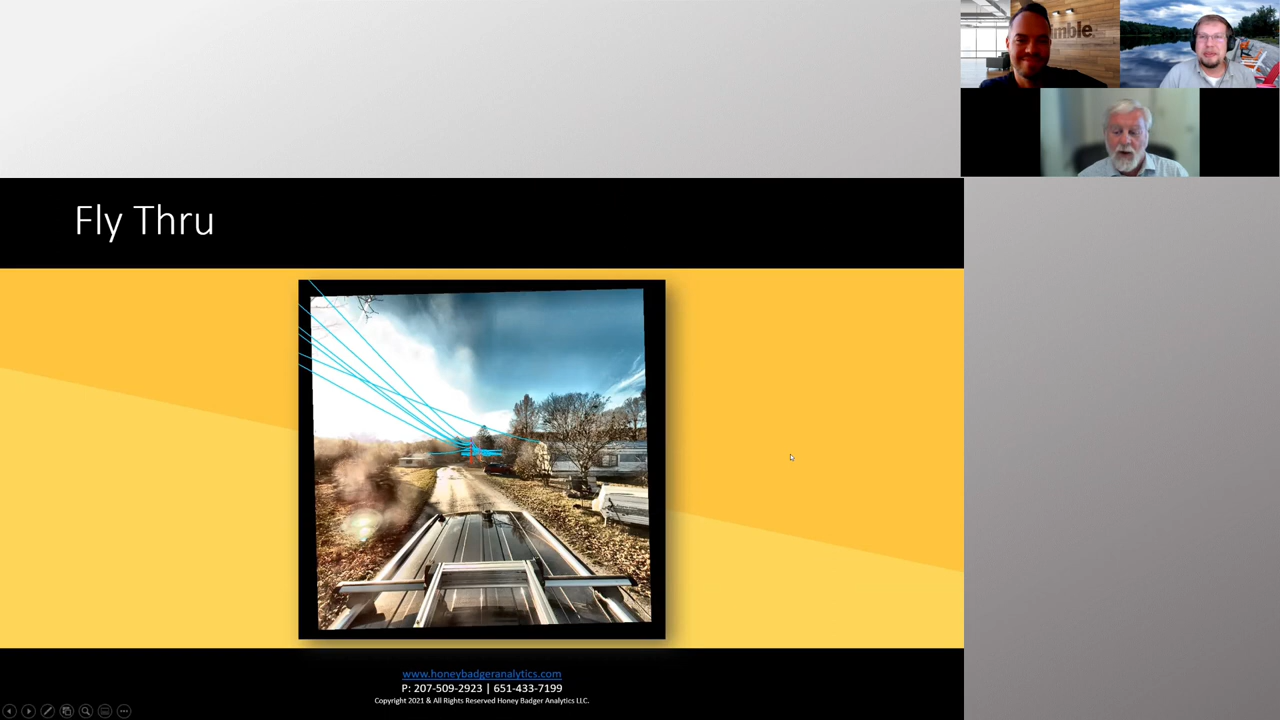 imble.
Fly Thru
www.honeybadgeranalytics.com
P: 207-509-2923 | 651-433-7199
Copyright 2021 & All Rights Reserved Honey Badger Analytics LLC.